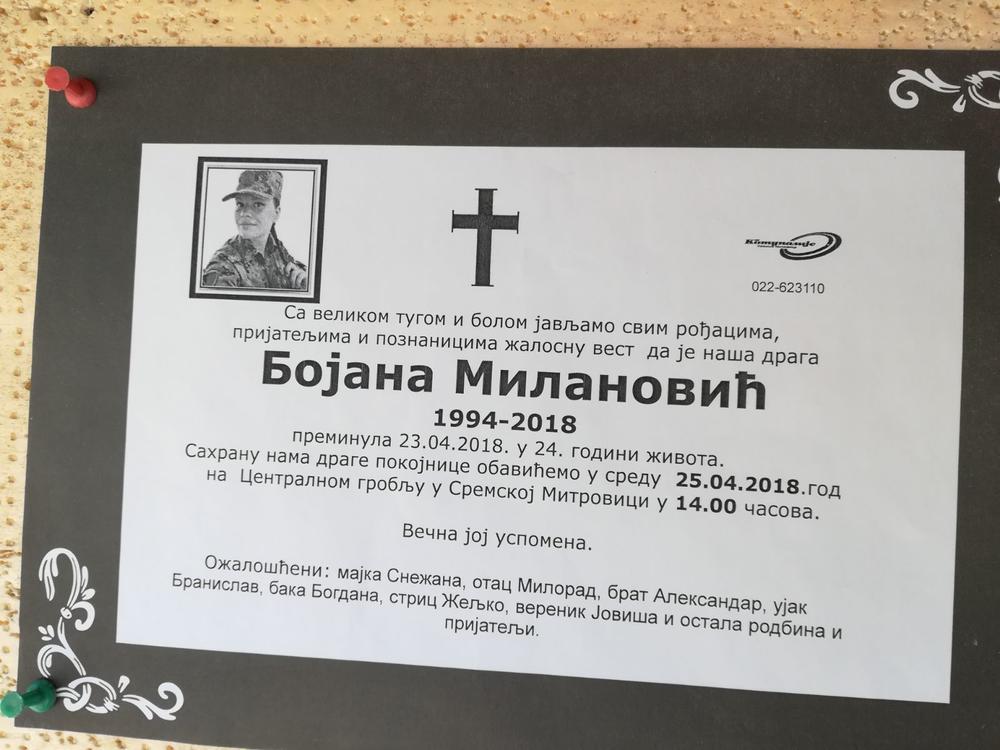 022-623110
Са великом тугом и болом јављамо свим рођацима,
пријатељима и познаницима жалосну вест да је наша драга
Бојана Милановић
1994-2018
преминула 23.04.2018. у 24. години живота.
Сахрану нама драге покојнице обавићемо у среду 25.04.2018.год
на Централном гробљу у Сремској Митровици у 14.00 часова.
Вечна јој успомена.
Ожалошћени: мајка Снежана, отац Милорад, брат Александар, ујак
Бранислав, бака Богдана, стриц Жељко, вереник Јовиша и остала родбина и
пријатељи.